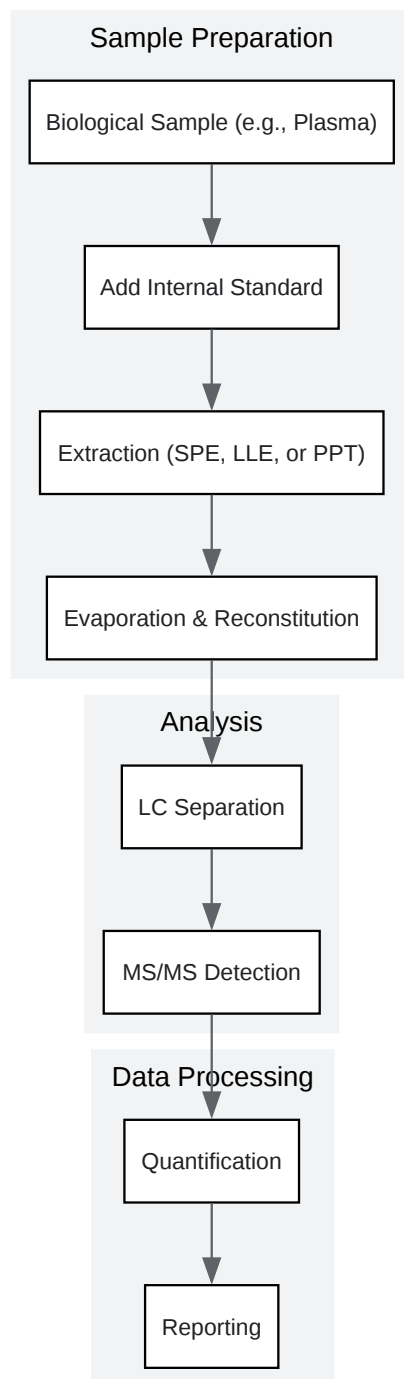 Sample Preparation
Biological Sample (e.g., Plasma)
Add Internal Standard
Extraction (SPE, LLE, or PPT)
Evaporation & Reconstitution
Analysis
LC Separation
MS/MS Detection
Data Processing
Quantification
Reporting